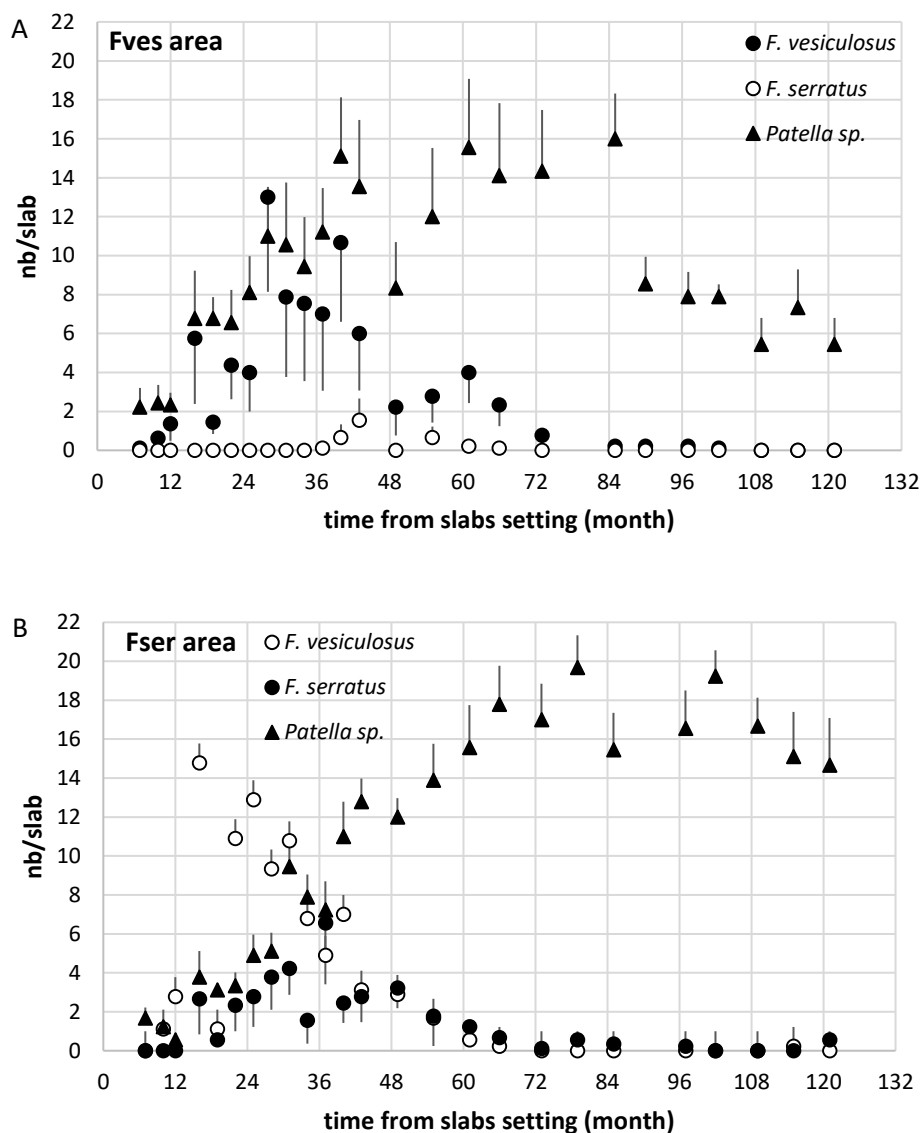 A
Fves area
F. vesiculosus
F. serratus
Patella sp.
nb/slab
22
20
18
16
14
12
10
8
6
4
2
0
0 12 24 36 48 60 72 84 96 108 120 132
time from slabs setting (month)
B
Fser area
F. vesiculosus
F. serratus
Patella sp.
nb/slab
22
20
18
16
14
12
10
8
6
4
2
0
0 12 24 36 48 60 72 84 96 108 120 132
time from slabs setting (month)